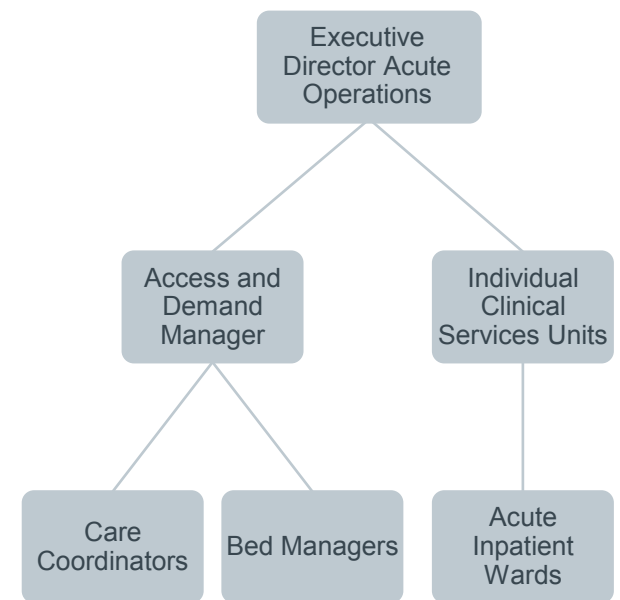 Executive
Director Acute
Operations
Access and
Demand
Manager
Individual
Clinical
Services Units
Care
Coordinators
Bed Managers
Acute
Inpatient
Wards